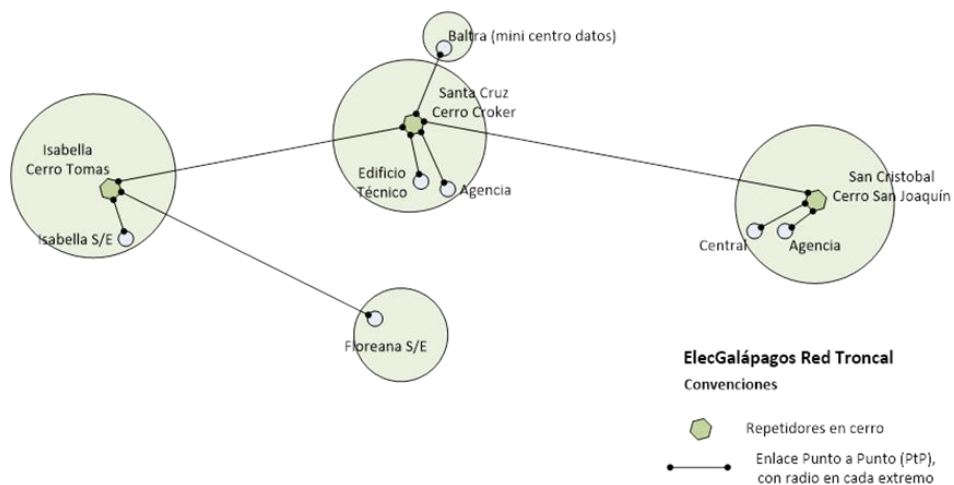 Baltra (mini centro datos)
Santa Cruz
Cerro Croker
Isabella
Cerro Tomas
Edificio
Técnico
Agencia
San Cristobal
Cerro San Joaquín
Isabella S/E
Central
Agencia
Floreana S/E
ElecGalápagos Red Troncal
Convenciones
Repetidores en cerro
Enlace Punto a Punto (PtP),
con radio en cada extremo